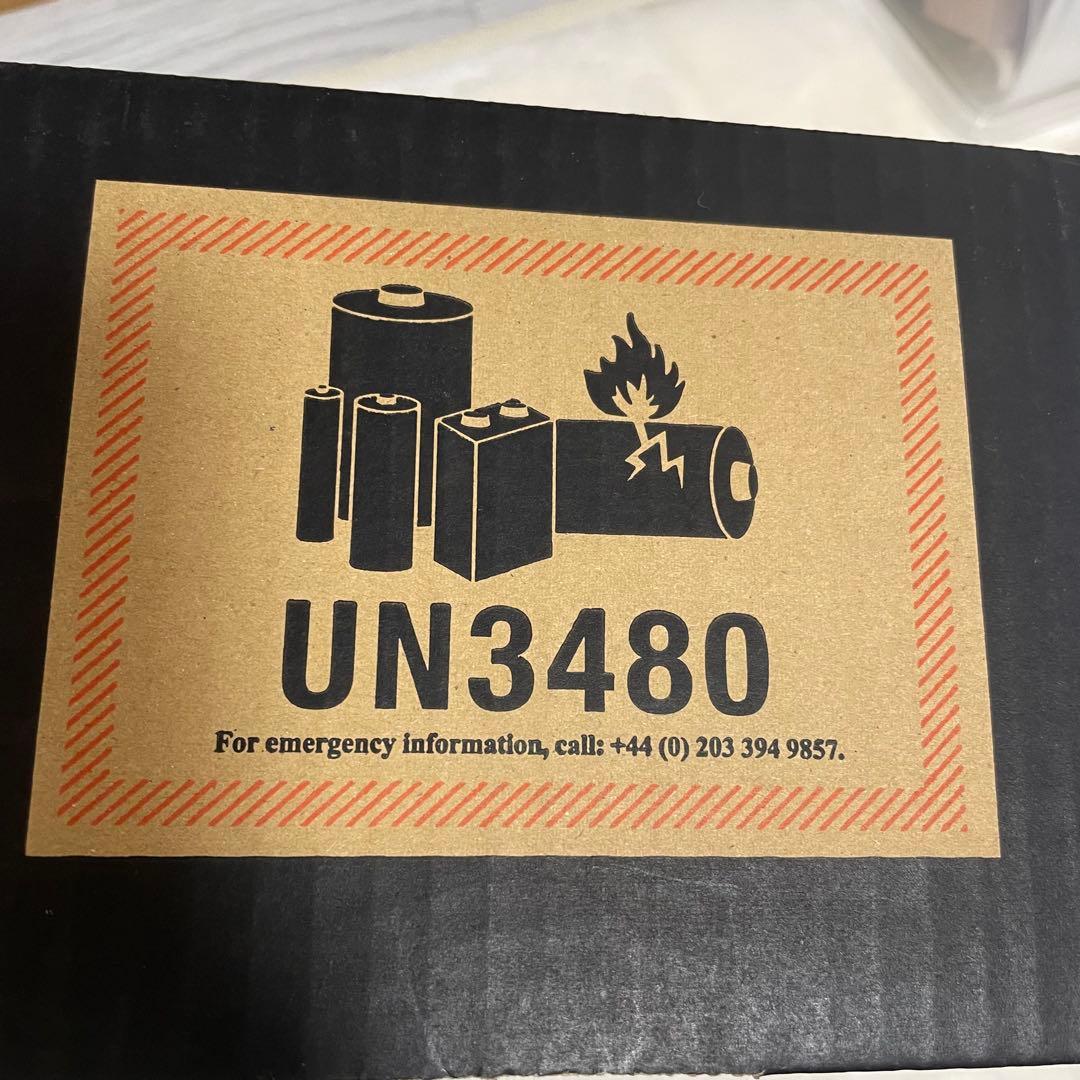 UN3480
For emergency information, call: +44 (0) 203 394 9857.